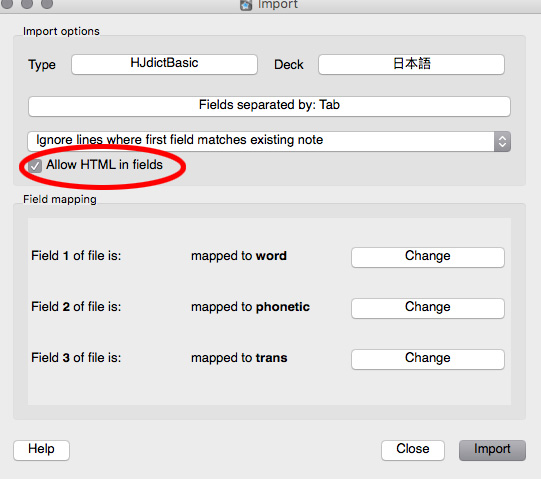 Import
Import options
Type HJdictBasic Deck 日本語
Fields separated by: Tab
Ignore lines where first field matches existing note
Allow HTML in fields
Field mapping
Field 1 of file is: mapped to word Change
Field 2 of file is: mapped to phonetic Change
Field 3 of file is: mapped to trans Change
Help Close Import